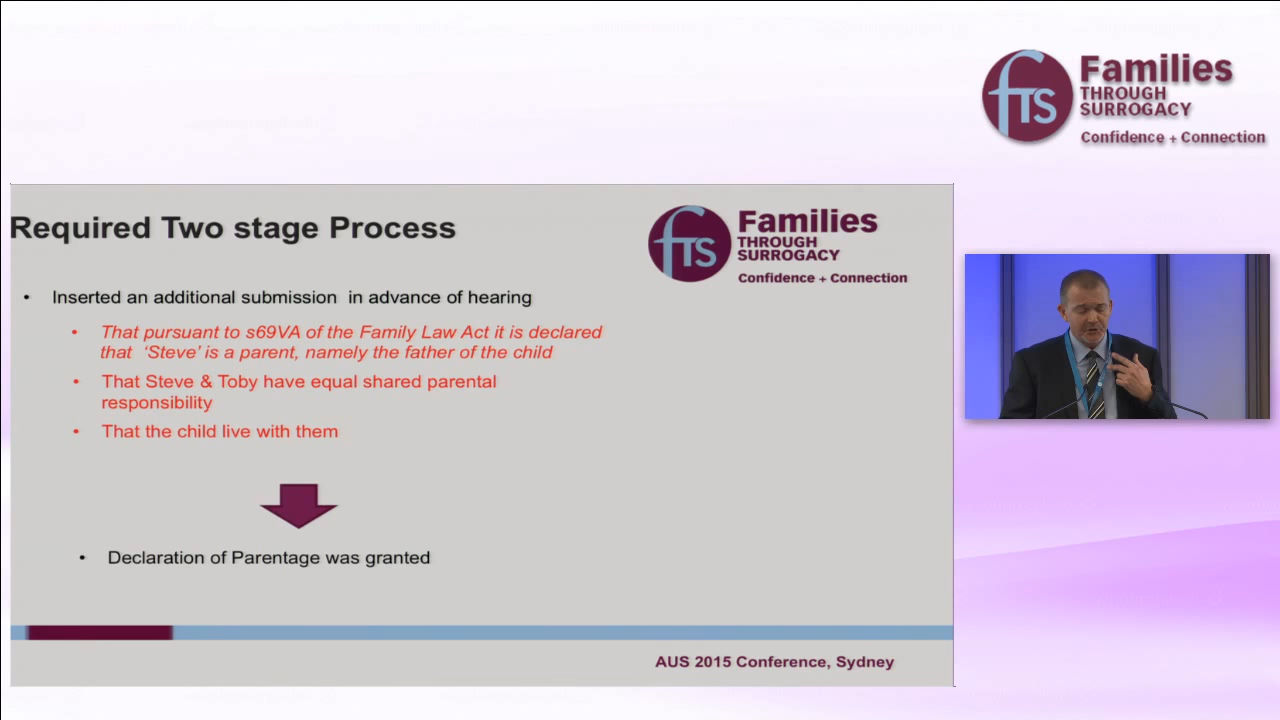 fTS
Families
THROUGH
SURROGACY
Confidence + Connection
Required Two stage Process
fTS
Families
THROUGH
SURROGACY
Confidence + Connection
• Inserted an additional submission in advance of hearing
• That pursuant to s69VA of the Family Law Act it is declared
that 'Steve' is a parent, namely the father of the child
• That Steve & Toby have equal shared parental
responsibility
• That the child live with them
• Declaration of Parentage was granted
AUS 2015 Conference, Sydney